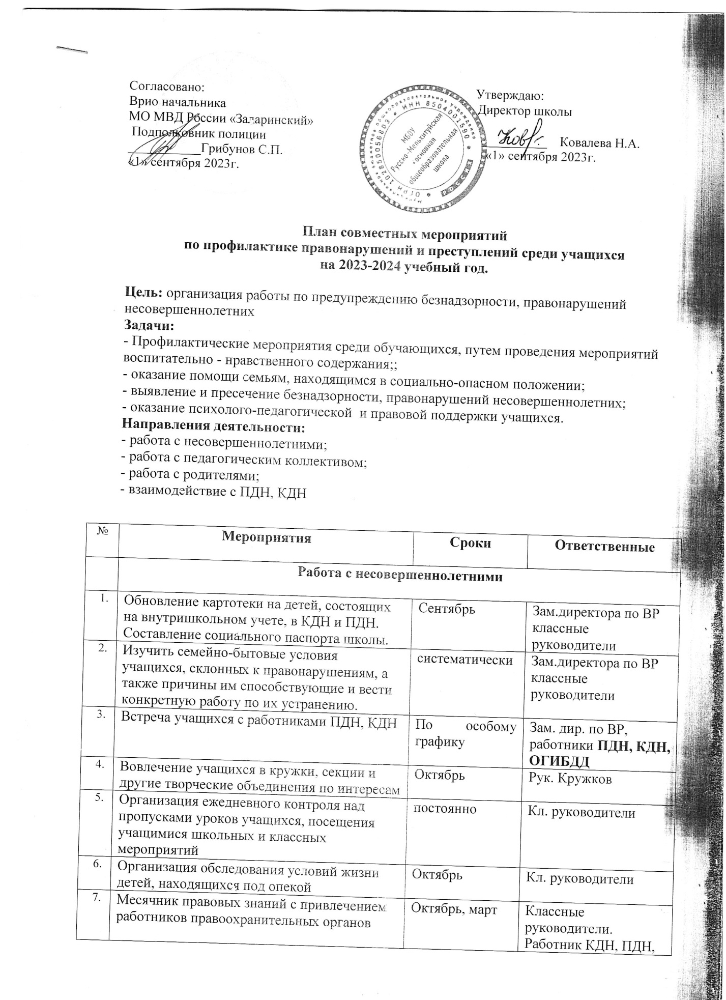 Согласовано:
Врио начальника
МО МВД России «Заларинский»
Подполковник полиции
____________Грибунов С.П.
«1» сентября 2023г.
Утверждаю:
Директор школы
Ковалева Н.А.
«1» сентября 2023г.
МБОУ
Русско-Мельхитуйская
основная
общеобразовательная
школа
ИНН 8504001590
ОГРН 102850056803
РОССИЯ
План совместных мероприятий
по профилактике правонарушений и преступлений среди учащихся
на 2023-2024 учебный год.
Цель: организация работы по предупреждению безнадзорности, правонарушений
несовершеннолетних
Задачи:
- Профилактические мероприятия среди обучающихся, путем проведения мероприятий
воспитательно - нравственного содержания;;
- оказание помощи семьям, находящимся в социально-опасном положении;
- выявление и пресечение безнадзорности, правонарушений несовершеннолетних;
- оказание психолого-педагогической и правовой поддержки учащихся.
Направления деятельности:
- работа с несовершеннолетними;
- работа с педагогическим коллективом;
- работа с родителями;
- взаимодействие с ПДН, КДН
№ Мероприятия Сроки Ответственные
Работа с несовершеннолетними
1. Обновление картотеки на детей, состоящих Сентябрь Зам.директора по ВР
на внутришкольном учете, в КДН и ПДН. классные
Составление социального паспорта школы. руководители
2. Изучить семейно-бытовые условия систематически Зам.директора по ВР
учащихся, склонных к правонарушениям, а классные
также причины им способствующие и вести руководители
конкретную работу по их устранению.
3. Встреча учащихся с работниками ПДН, КДН По особому Зам. дир. по ВР,
графику работники ПДН, КДН,
ОГИБДД
4. Вовлечение учащихся в кружки, секции и Октябрь Рук. Кружков
другие творческие объединения по интересам
5. Организация ежедневного контроля над постоянно Кл. руководители
пропусками уроков учащихся, посещения
учащимися школьных и классных
мероприятий
6. Организация обследования условий жизни Октябрь Кл. руководители
детей, находящихся под опекой
7. Месячник правовых знаний с привлечением Октябрь, март Классные
работников правоохранительных органов руководители.
Работник КДН, ПДН,